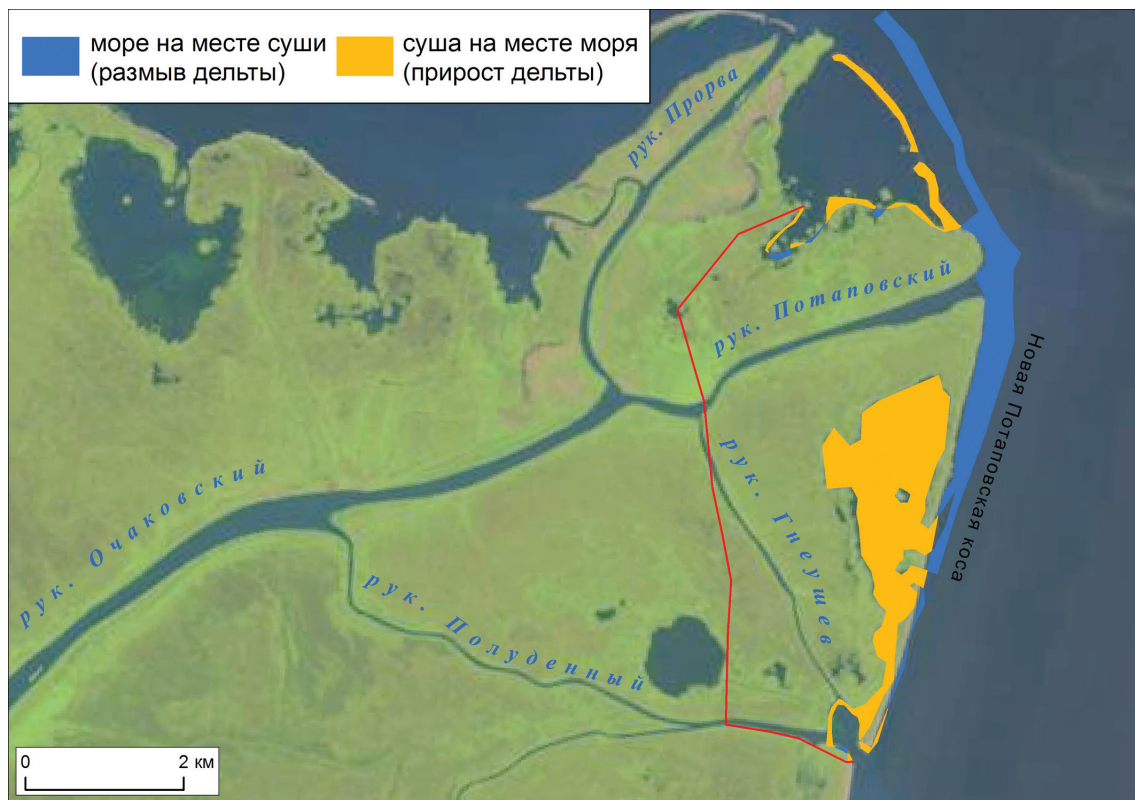 море на месте суши
(размыв дельты)
суша на месте моря
(прирост дельты)
рук. Прорва
рук. Потаповский
Новая Потаповская коса
рук. Гнеушев
рук. Очаковский
рук. Полуденный
0
2 км